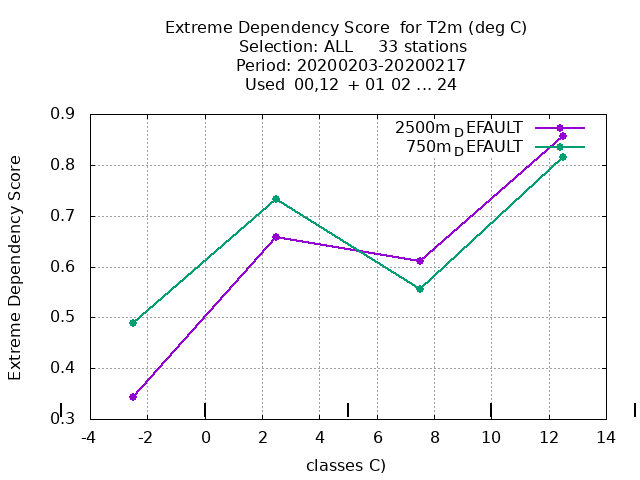 Extreme Dependency Score  for T2m (deg C)
Selection: ALL     33 stations
Period: 20200203-20200217
Used  00,12  + 01 02 ... 24
2500m_DEFAULT
750m_DEFAULT
Extreme Dependency Score
0.9
0.8
0.7
0.6
0.5
0.4
0.3
-4 -2 0 2 4 6 8 10 12 14
classes C)